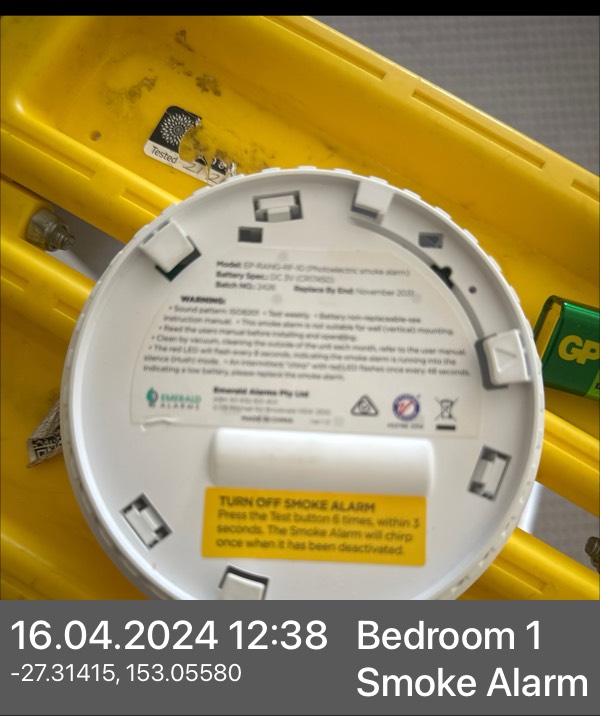 Tested
Model: EP-RANG-RF-10 (Photoelectric smoke alarm)
Battery Spec: DC 3V
Batch NO.: 2426 Replace By End: November
WARNING:
• Test weekly • Battery non-replaceable-see
instruction manual. • This smoke alarm is not suitable for wall (vertical) mounting.
• Read the users manual before installing and operating.
• Clean by vacuum, cleaning the outside of the unit each month, refer to the user manual.
• The red LED will flash every 8 seconds, indicating the smoke alarm is running into the
silence (Hush) mode. • An intermittent "chirp" with red LED flashes once every 48 seconds,
indicating a low battery, please replace the smoke alarm.
EMERALD
ALARMS
Emerald Alarms Pty Ltd
MADE IN CHINA
GP
TURN OFF SMOKE ALARM
Press the Test button 6 times, within 3
seconds. The Smoke Alarm will chirp
once when it has been deactivated.
16.04.2024 12:38
-27.31415, 153.05580
Bedroom 1
Smoke Alarm